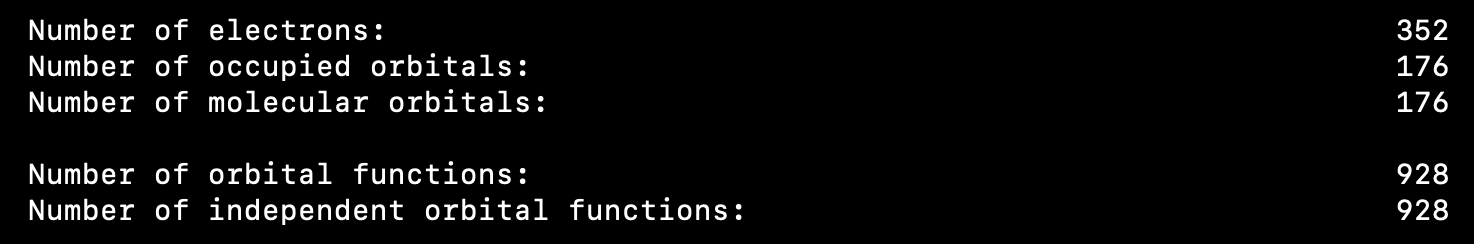 Number of electrons: 352
Number of occupied orbitals: 176
Number of molecular orbitals: 176
Number of orbital functions: 928
Number of independent orbital functions: 928